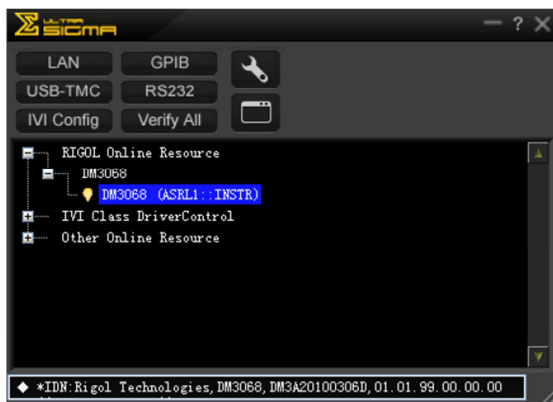 ULTRA
SIGMA
— ? ×
LAN GPIB
USB-TMC RS232
IVI Config Verify All
RIGOL Online Resource
DM3068
DM3068 (ASRL1::INSTR)
IVI Class DriverControl
Other Online Resource
*IDN:Rigol Technologies,DM3068,DM3A20100306D,01.01.99.00.00.00